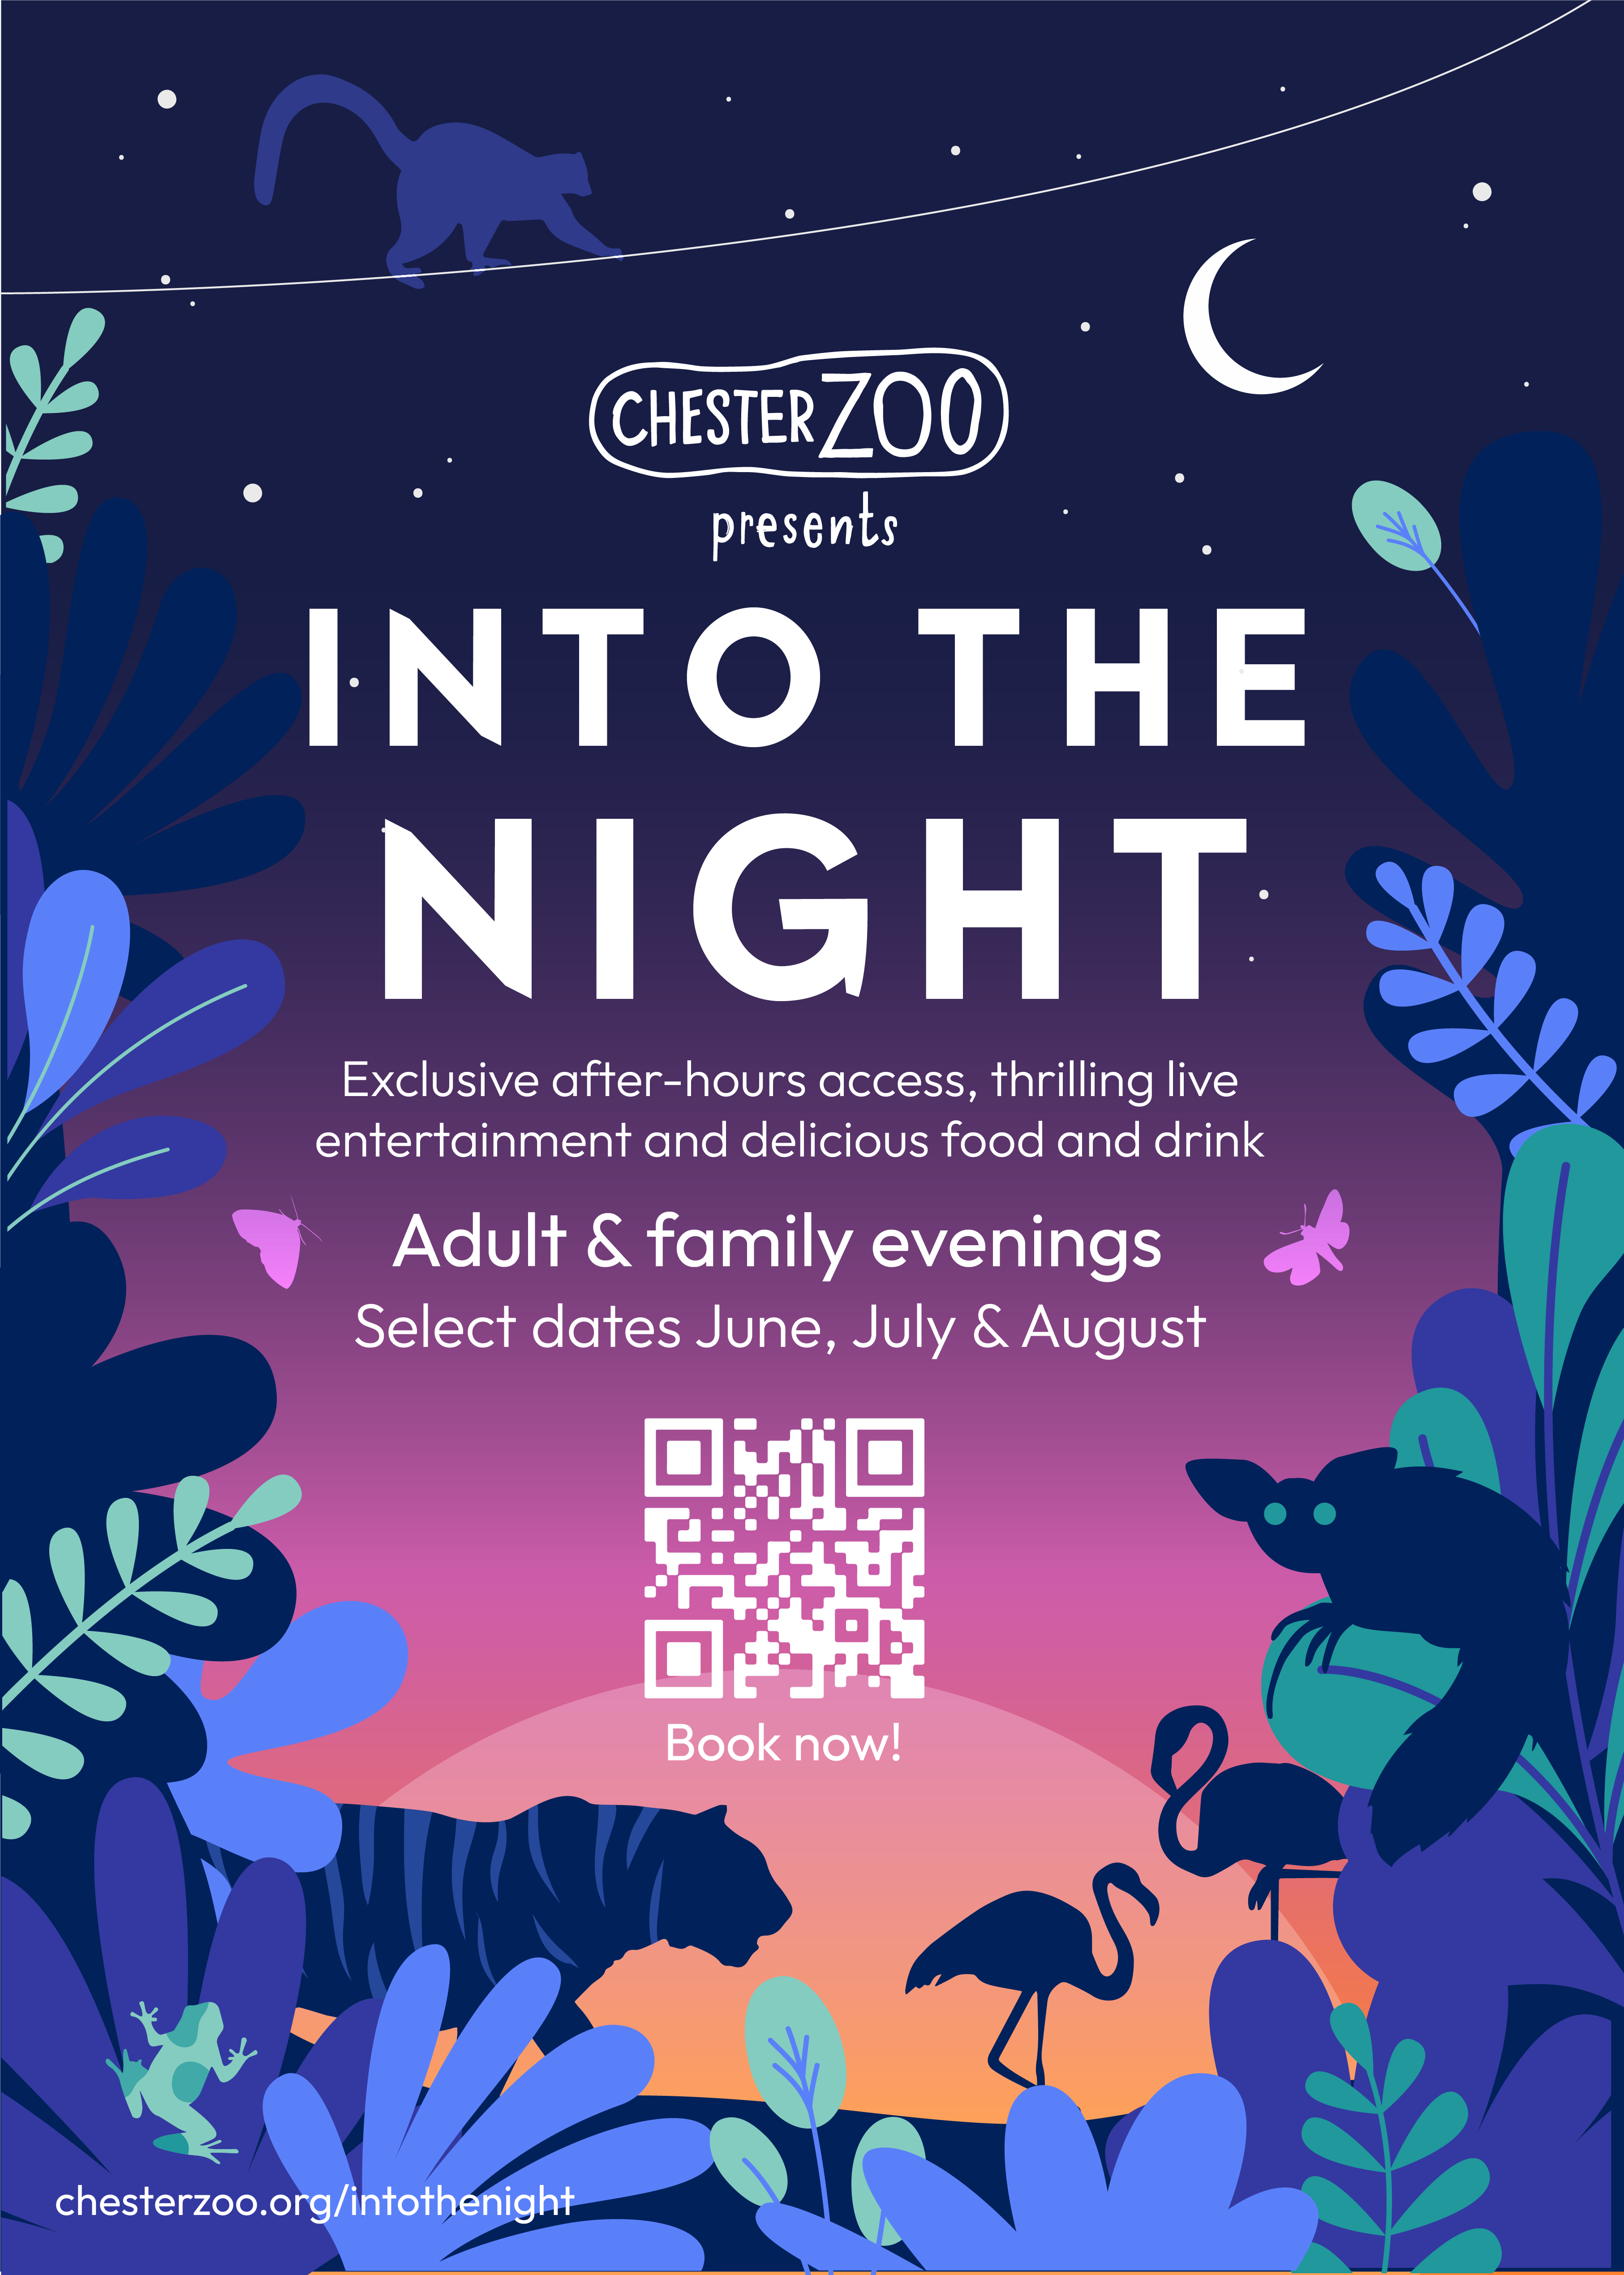 CHESTER ZOO
presents
INTO THE
NIGHT
Exclusive after-hours access, thrilling live
entertainment and delicious food and drink
Adult & family evenings
Select dates June, July & August
Book now!
chesterzoo.org/intothenight